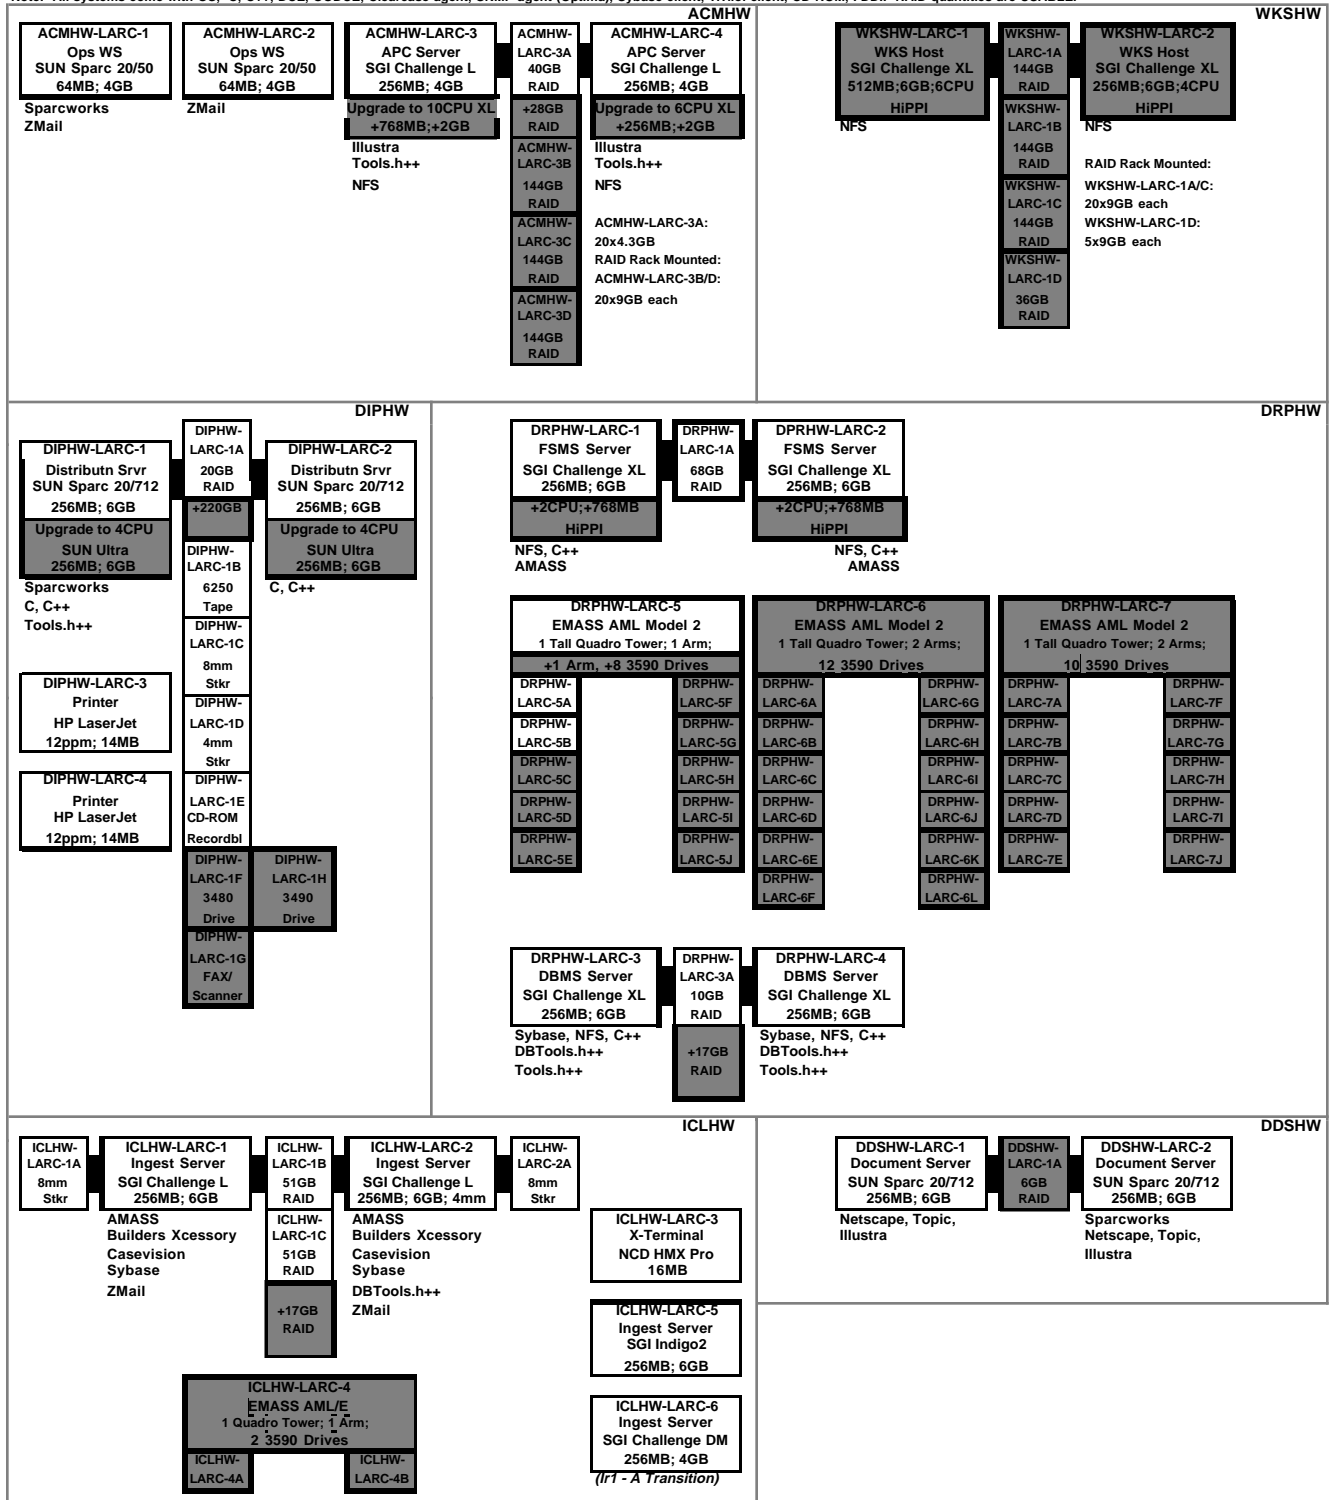 ACMHW
ACMHW-LARC-1
Ops WS
SUN Sparc 20/50
64MB; 4GB
Sparcworks
ZMail
ACMHW-LARC-2
Ops WS
SUN Sparc 20/50
64MB; 4GB
ZMail
ACMHW-LARC-3
APC Server
SGI Challenge L
256MB; 4GB
Upgrade to 10CPU XL
+768MB;+2GB
Illustra
Tools.h++
NFS
ACMHW-
LARC-3A
40GB
RAID
+28GB
RAID
ACMHW-
LARC-3B
144GB
RAID
ACMHW-
LARC-3C
144GB
RAID
ACMHW-
LARC-3D
144GB
RAID
ACMHW-LARC-4
APC Server
SGI Challenge L
256MB; 4GB
Upgrade to 6CPU XL
+256MB;+2GB
Illustra
Tools.h++
NFS
ACMHW-LARC-3A:
20x4.3GB
RAID Rack Mounted:
ACMHW-LARC-3B/D:
20x9GB each
WKSHW
WKSHW-LARC-1
WKS Host
SGI Challenge XL
512MB;6GB;6CPU
HiPPI
NFS
WKSHW-
LARC-1A
144GB
RAID
WKSHW-
LARC-1B
144GB
RAID
WKSHW-
LARC-1C
144GB
RAID
WKSHW-
LARC-1D
36GB
RAID
WKSHW-LARC-2
WKS Host
SGI Challenge XL
256MB;6GB;4CPU
HiPPI
NFS
RAID Rack Mounted:
WKSHW-LARC-1A/C:
20x9GB each
WKSHW-LARC-1D:
5x9GB each
DIPHW
DIPHW-LARC-1
Distributn Srvr
SUN Sparc 20/712
256MB; 6GB
Upgrade to 4CPU
SUN Ultra
256MB; 6GB
Sparcworks
C, C++
Tools.h++
DIPHW-
LARC-1A
20GB
RAID
+220GB
DIPHW-
LARC-1B
6250
Tape
DIPHW-
LARC-1C
8mm
Stkr
DIPHW-
LARC-1D
4mm
Stkr
DIPHW-
LARC-1E
CD-ROM
Recordbl
DIPHW-
LARC-1F
3480
Drive
DIPHW-
LARC-1H
3490
Drive
DIPHW-
LARC-1G
FAX/
Scanner
DIPHW-LARC-2
Distributn Srvr
SUN Sparc 20/712
256MB; 6GB
Upgrade to 4CPU
SUN Ultra
256MB; 6GB
C, C++
DIPHW-LARC-3
Printer
HP LaserJet
12ppm; 14MB
DIPHW-LARC-4
Printer
HP LaserJet
12ppm; 14MB
DRPHW
DRPHW-LARC-1
FSMS Server
SGI Challenge XL
256MB; 6GB
+2CPU;+768MB
HiPPI
NFS, C++
AMASS
DRPHW-
LARC-1A
68GB
RAID
DPRHW-LARC-2
FSMS Server
SGI Challenge XL
256MB; 6GB
+2CPU;+768MB
HiPPI
NFS, C++
AMASS
DRPHW-LARC-5
EMASS AML Model 2
1 Tall Quadro Tower; 1 Arm;
+1 Arm, +8 3590 Drives
DRPHW-
LARC-5A
DRPHW-
LARC-5B
DRPHW-
LARC-5C
DRPHW-
LARC-5D
DRPHW-
LARC-5E
DRPHW-
LARC-5F
DRPHW-
LARC-5G
DRPHW-
LARC-5H
DRPHW-
LARC-5I
DRPHW-
LARC-5J
DRPHW-LARC-6
EMASS AML Model 2
1 Tall Quadro Tower; 2 Arms;
12 3590 Drives
DRPHW-
LARC-6A
DRPHW-
LARC-6B
DRPHW-
LARC-6C
DRPHW-
LARC-6D
DRPHW-
LARC-6E
DRPHW-
LARC-6F
DRPHW-
LARC-6G
DRPHW-
LARC-6H
DRPHW-
LARC-6I
DRPHW-
LARC-6J
DRPHW-
LARC-6K
DRPHW-
LARC-6L
DRPHW-LARC-7
EMASS AML Model 2
1 Tall Quadro Tower; 2 Arms;
10 3590 Drives
DRPHW-
LARC-7A
DRPHW-
LARC-7B
DRPHW-
LARC-7C
DRPHW-
LARC-7D
DRPHW-
LARC-7E
DRPHW-
LARC-7F
DRPHW-
LARC-7G
DRPHW-
LARC-7H
DRPHW-
LARC-7I
DRPHW-
LARC-7J
DRPHW-LARC-3
DBMS Server
SGI Challenge XL
256MB; 6GB
Sybase, NFS, C++
DBTools.h++
Tools.h++
DRPHW-
LARC-3A
10GB
RAID
+17GB
RAID
DRPHW-LARC-4
DBMS Server
SGI Challenge XL
256MB; 6GB
Sybase, NFS, C++
DBTools.h++
Tools.h++
ICLHW
ICLHW-
LARC-1A
8mm
Stkr
ICLHW-LARC-1
Ingest Server
SGI Challenge L
256MB; 6GB
AMASS
Builders Xcessory
Casevision
Sybase
ZMail
ICLHW-
LARC-1B
51GB
RAID
ICLHW-
LARC-1C
51GB
RAID
+17GB
RAID
ICLHW-LARC-2
Ingest Server
SGI Challenge L
256MB; 6GB; 4mm
AMASS
Builders Xcessory
Casevision
Sybase
DBTools.h++
ZMail
ICLHW-
LARC-2A
8mm
Stkr
ICLHW-LARC-3
X-Terminal
NCD HMX Pro
16MB
ICLHW-LARC-5
Ingest Server
SGI Indigo2
256MB; 6GB
ICLHW-LARC-6
Ingest Server
SGI Challenge DM
256MB; 4GB
(Ir1 - A Transition)
ICLHW-LARC-4
EMASS AML/E
1 Quadro Tower; 1 Arm;
2 3590 Drives
ICLHW-
LARC-4A
ICLHW-
LARC-4B
DDSHW
DDSHW-LARC-1
Document Server
SUN Sparc 20/712
256MB; 6GB
Netscape, Topic,
Illustra
DDSHW-
LARC-1A
6GB
RAID
DDSHW-LARC-2
Document Server
SUN Sparc 20/712
256MB; 6GB
Sparcworks
Netscape, Topic,
Illustra